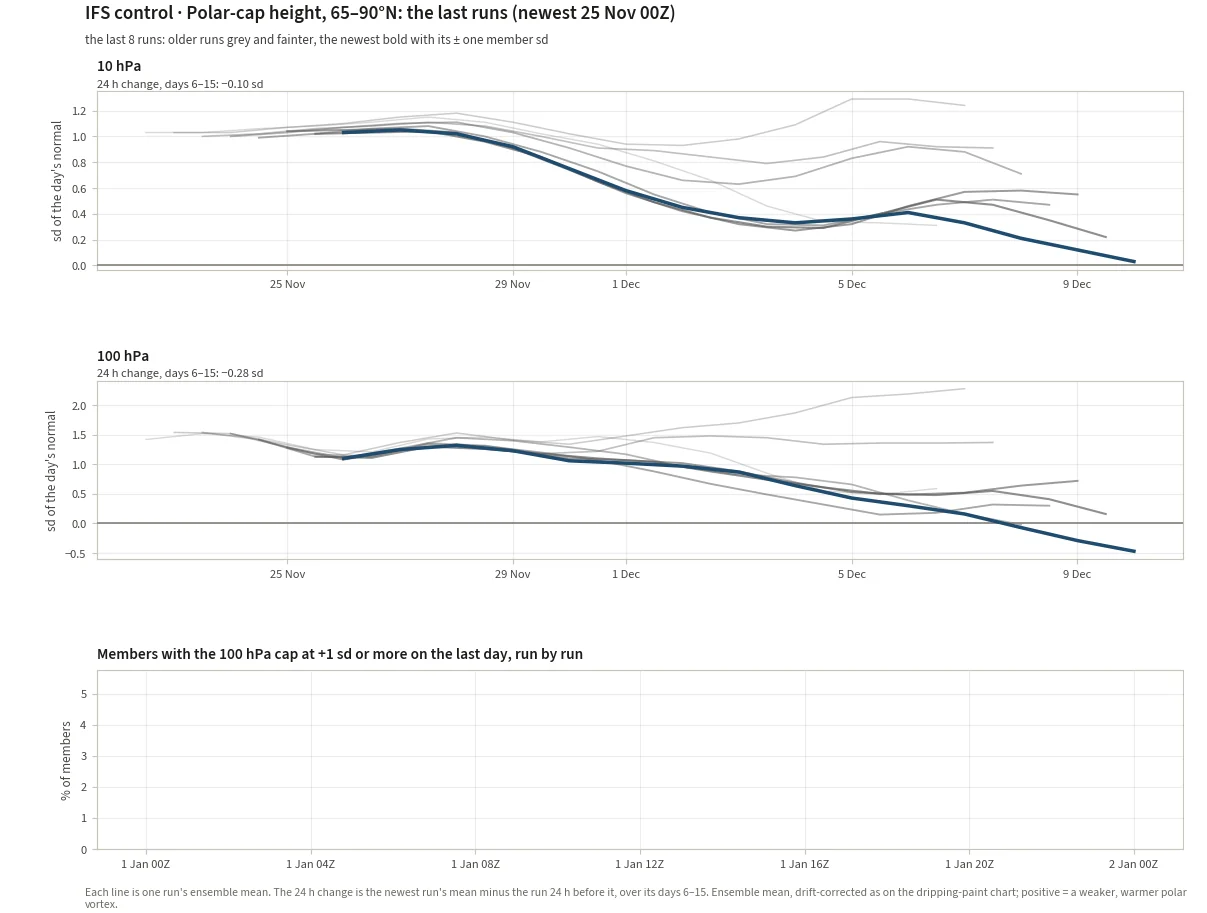 IFS control · Polar-cap height, 65–90°N: the last runs (newest 25 Nov 00Z)
the last 8 runs: older runs grey and fainter, the newest bold with its ± one member sd
10 hPa
24 h change, days 6–15: −0.10 sd
sd of the day's normal
1.2
1.0
0.8
0.6
0.4
0.2
0.0
25 Nov
29 Nov
1 Dec
5 Dec
9 Dec
100 hPa
24 h change, days 6–15: −0.28 sd
sd of the day's normal
2.0
1.5
1.0
0.5
0.0
−0.5
25 Nov
29 Nov
1 Dec
5 Dec
9 Dec
Members with the 100 hPa cap at +1 sd or more on the last day, run by run
% of members
5
4
3
2
1
0
1 Jan 00Z
1 Jan 04Z
1 Jan 08Z
1 Jan 12Z
1 Jan 16Z
1 Jan 20Z
2 Jan 00Z
Each line is one run's ensemble mean. The 24 h change is the newest run's mean minus the run 24 h before it, over its days 6–15. Ensemble mean, drift-corrected as on the dripping-paint chart; positive = a weaker, warmer polar
vortex.